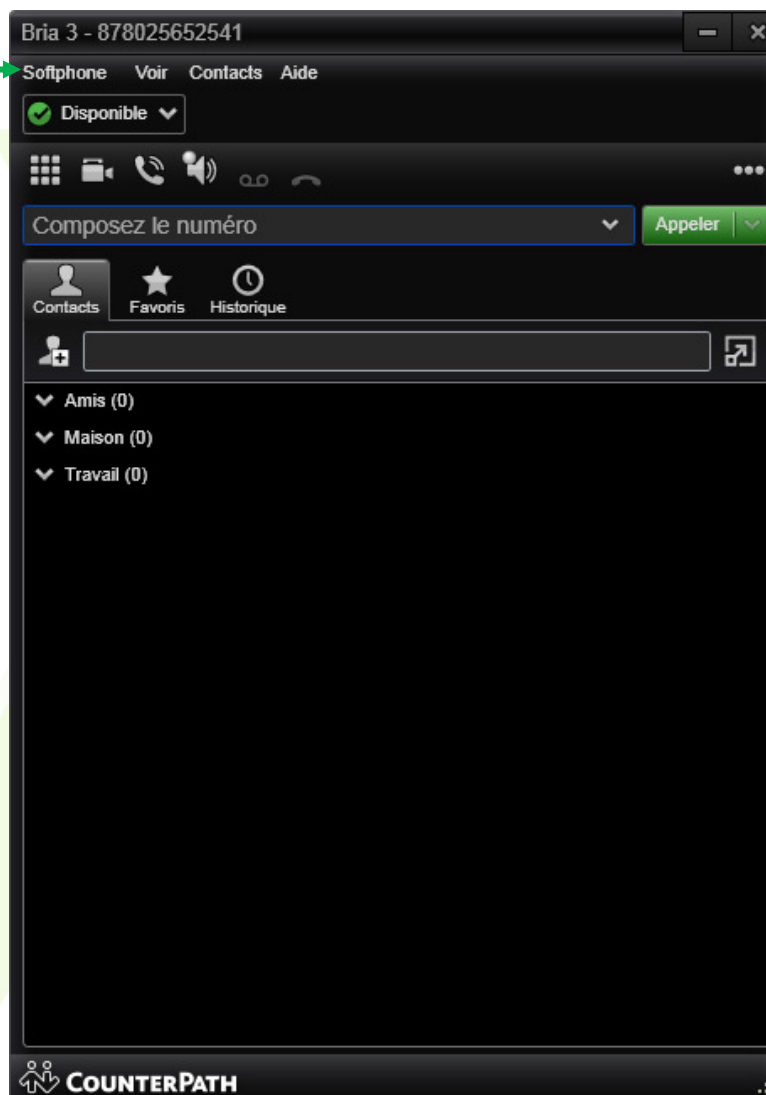 Bria 3 - 878025652541
Softphone Voir Contacts Aide
Disponible
Composez le numéro
Appeler
Contacts Favoris Historique
Amis (0)
Maison (0)
Travail (0)
COUNTERPATH